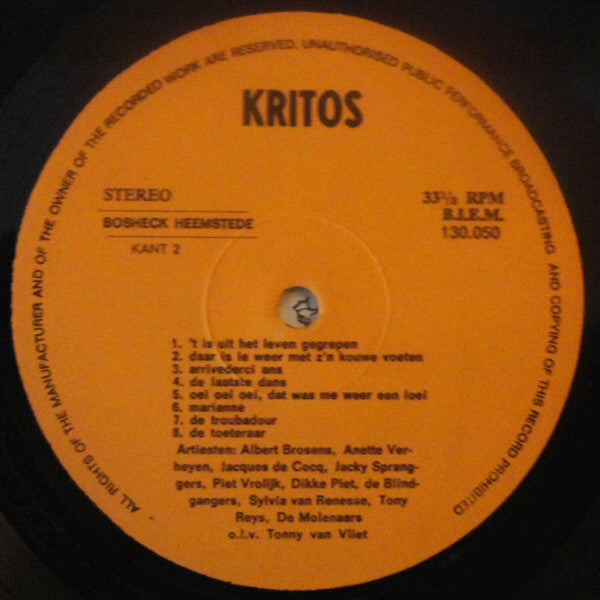 ALL RIGHTS OF THE MANUFACTURER AND OF THE OWNER OF THE RECORDED WORK ARE RESERVED. UNAUTHORISED PUBLIC PERFORMANCE BROADCASTING AND COPYING OF THIS RECORD PROHIBITED
KRITOS
STEREO
33⅓ RPM
BOSHECK HEEMSTEDE
B.I.E.M.
KANT 2
130.050
1. 't is uit het leven gegrepen
2. daar is ie weer met z'n kouwe voeten
3. arrivederci ans
4. de laatste dans
5. oei oei oei, dat was me weer een loei
6. marianne
7. de troubadour
8. de toeteraar
Artiesten: Albert Brosens, Anette Ver-
heyen, Jacques de Cocq, Jacky Sprang-
gers, Piet Vrolijk, Dikke Piet, de Blind-
gangers, Sylvia van Renesse, Tony
Reys, De Molenaars
o.l.v. Tonny van Vliet